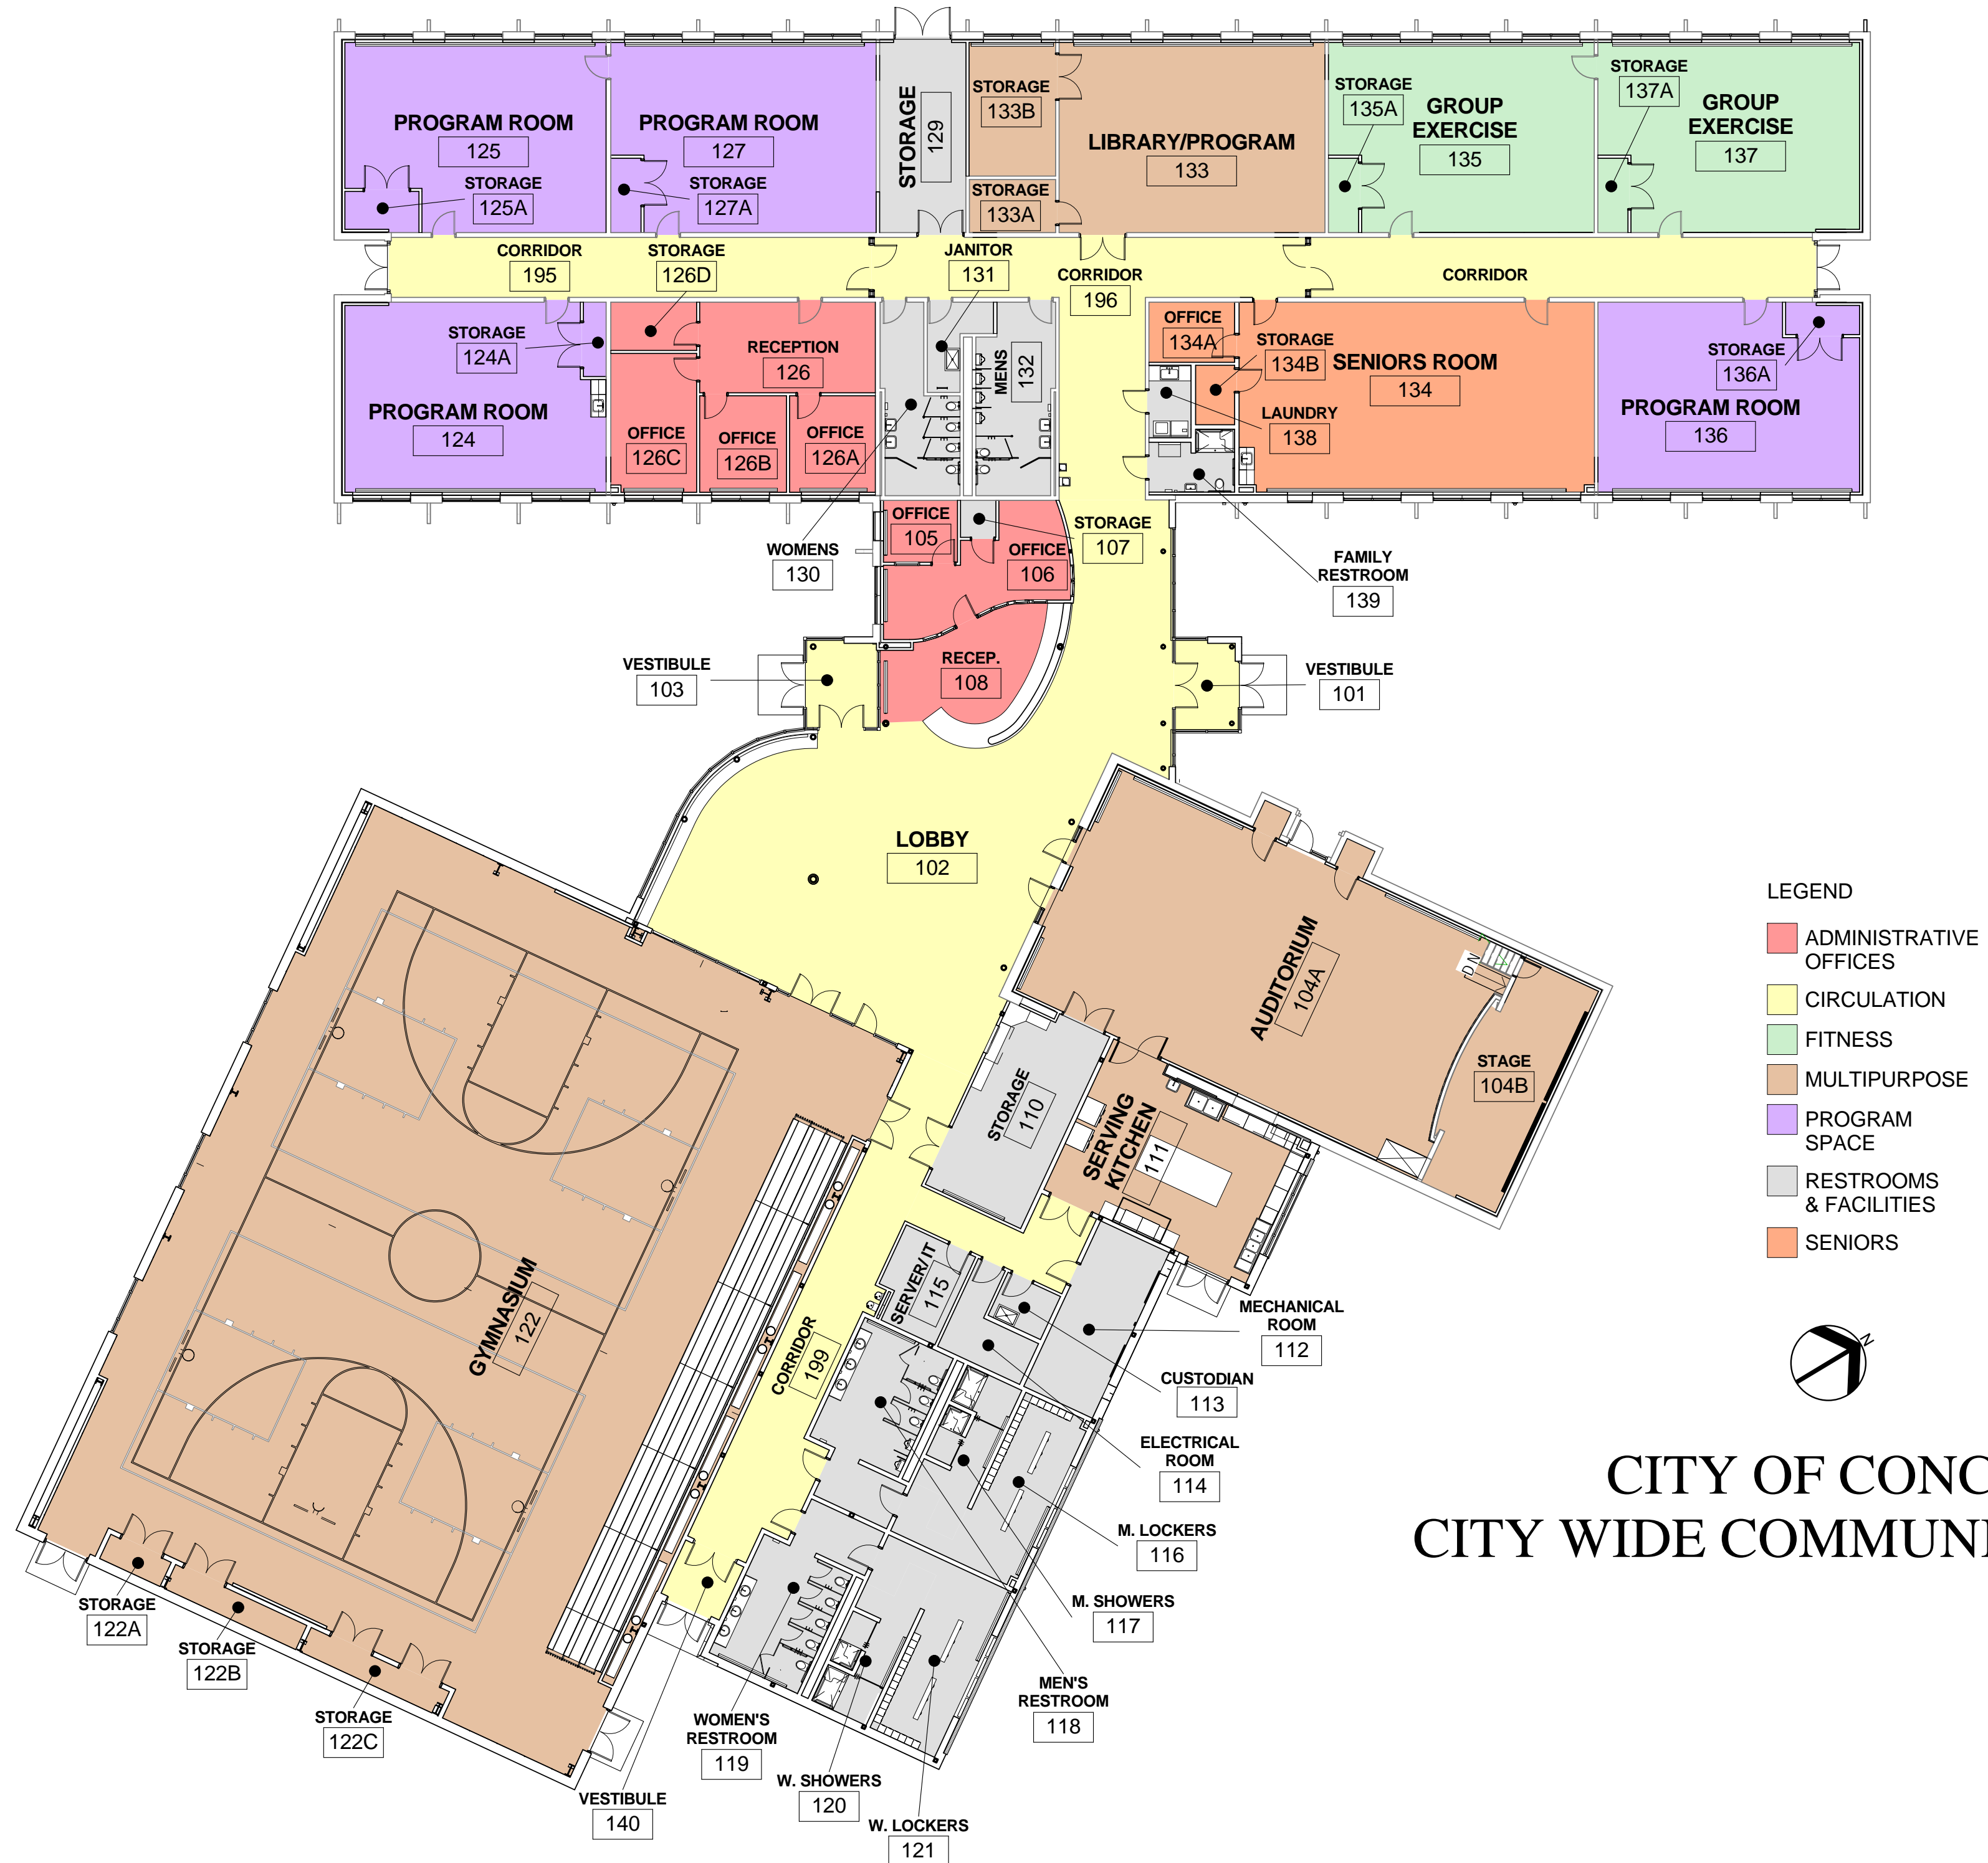 STORAGE
129
STORAGE
133B
STORAGE
133A
LIBRARY/PROGRAM
133
STORAGE
135A
GROUP
EXERCISE
135
STORAGE
137A
GROUP
EXERCISE
137
PROGRAM ROOM
125
STORAGE
125A
PROGRAM ROOM
127
STORAGE
127A
CORRIDOR
195
STORAGE
126D
JANITOR
131
CORRIDOR
196
CORRIDOR
STORAGE
124A
PROGRAM ROOM
124
RECEPTION
126
OFFICE
126C
OFFICE
126B
OFFICE
126A
MENS
132
OFFICE
134A
STORAGE
134B
SENIORS ROOM
134
LAUNDRY
138
STORAGE
136A
PROGRAM ROOM
136
WOMENS
130
OFFICE
105
OFFICE
106
STORAGE
107
FAMILY
RESTROOM
139
VESTIBULE
103
RECEP.
108
VESTIBULE
101
LOBBY
102
AUDITORIUM
104A
DN
STAGE
104B
STORAGE
110
SERVING
KITCHEN
111
GYMNASIUM
122
CORRIDOR
199
SERVER/IT
115
MECHANICAL
ROOM
112
CUSTODIAN
113
ELECTRICAL
ROOM
114
M. LOCKERS
116
M. SHOWERS
117
MEN'S
RESTROOM
118
WOMEN'S
RESTROOM
119
W. SHOWERS
120
W. LOCKERS
121
VESTIBULE
140
STORAGE
122A
STORAGE
122B
STORAGE
122C
LEGEND
ADMINISTRATIVE
OFFICES
CIRCULATION
FITNESS
MULTIPURPOSE
PROGRAM
SPACE
RESTROOMS
& FACILITIES
SENIORS
N
CITY OF CONC
CITY WIDE COMMUNI